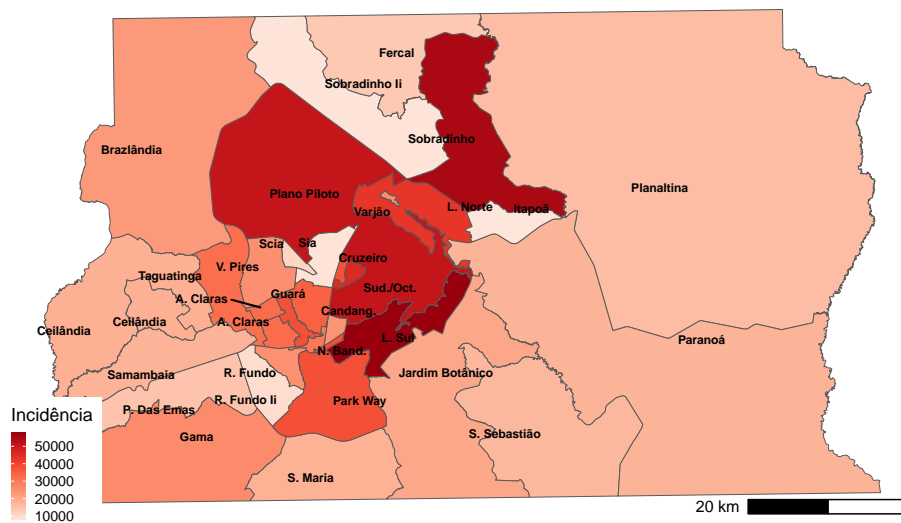 Fercal
Sobradinho Ii
Sobradinho
Brazlândia
Plano Piloto
Planaltina
Varjão
L. Norte
Itapoã
Scia
Sia
Cruzeiro
V. Pires
Taguatinga
Guará
Sud./Oct.
A. Claras
Candang.
Ceilândia
Ceilândia
A. Claras
L. Sul
Paranoá
N. Band.
Samambaia
R. Fundo
Jardim Botânico
R. Fundo Ii
Park Way
P. Das Emas
Gama
S. Sebastião
S. Maria
Incidência
50000
40000
30000
20000
10000
20 km